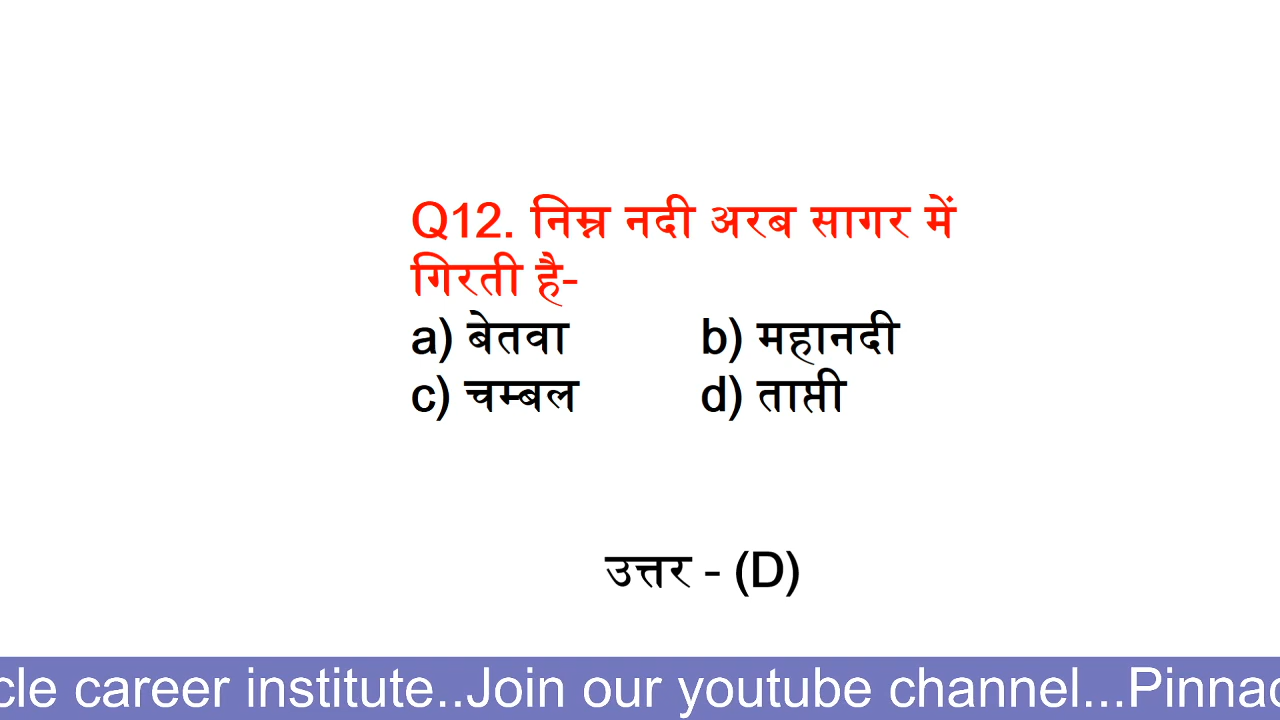 Q12. निम्न नदी अरब सागर में
गिरती है-
a) बेतवा b) महानदी
c) चम्बल d) ताप्ती
उत्तर - (D)
cle career institute..Join our youtube channel...Pinnac